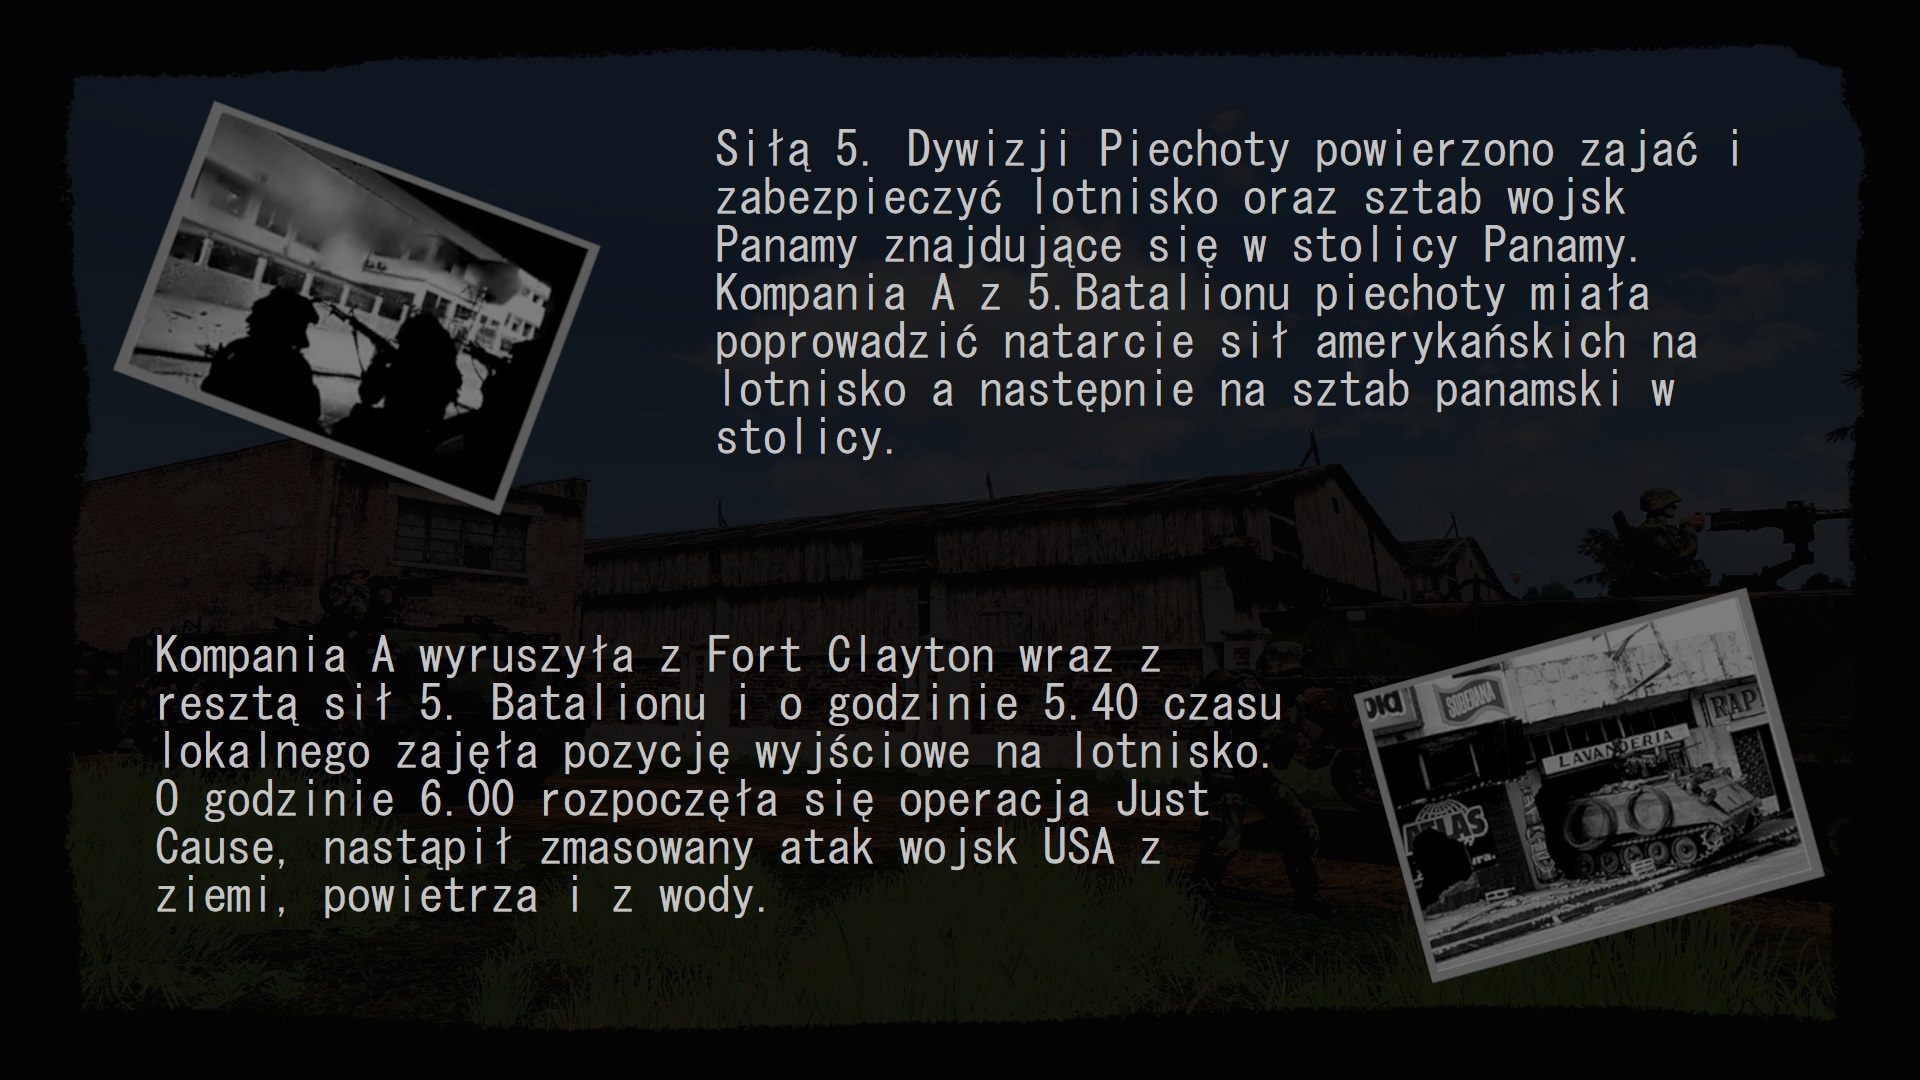 Siłą 5. Dywizji Piechoty powierzono zająć i
zabezpieczyć lotnisko oraz sztab wojsk
Panamy znajdujące się w stolicy Panamy.
Kompania A z 5.Batalionu piechoty miała
poprowadzić natarcie sił amerykańskich na
lotnisko a następnie na sztab panamski w
stolicy.
Kompania A wyruszyła z Fort Clayton wraz z
resztą sił 5. Batalionu i o godzinie 5.40 czasu
lokalnego zajęła pozycję wyjściowe na lotnisko.
O godzinie 6.00 rozpoczęła się operacja Just
Cause, nastąpił zmasowany atak wojsk USA z
ziemi, powietrza i z wody.
SOBERANA
RAPI
LAVANDERIA